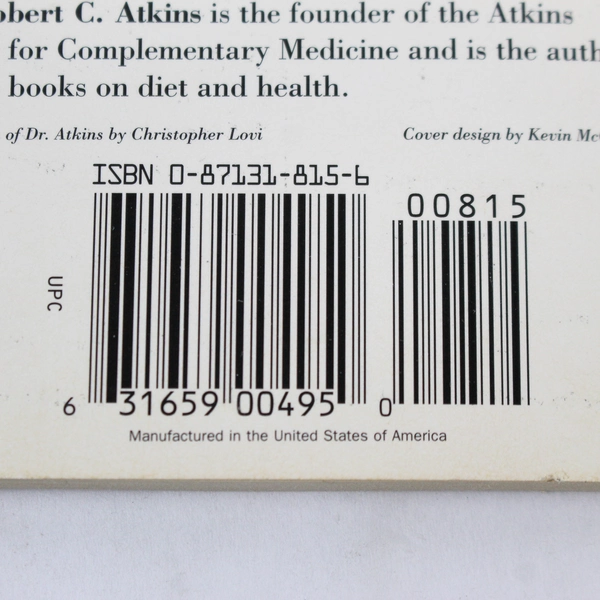 bert C. Atkins is the founder of the Atkins
for Complementary Medicine and is the auth
books on diet and health.
of Dr. Atkins by Christopher Lovi
Cover design by Kevin Mc
ISBN 0-87131-815-6
00815
UPC
6 31659 00495 0
Manufactured in the United States of America